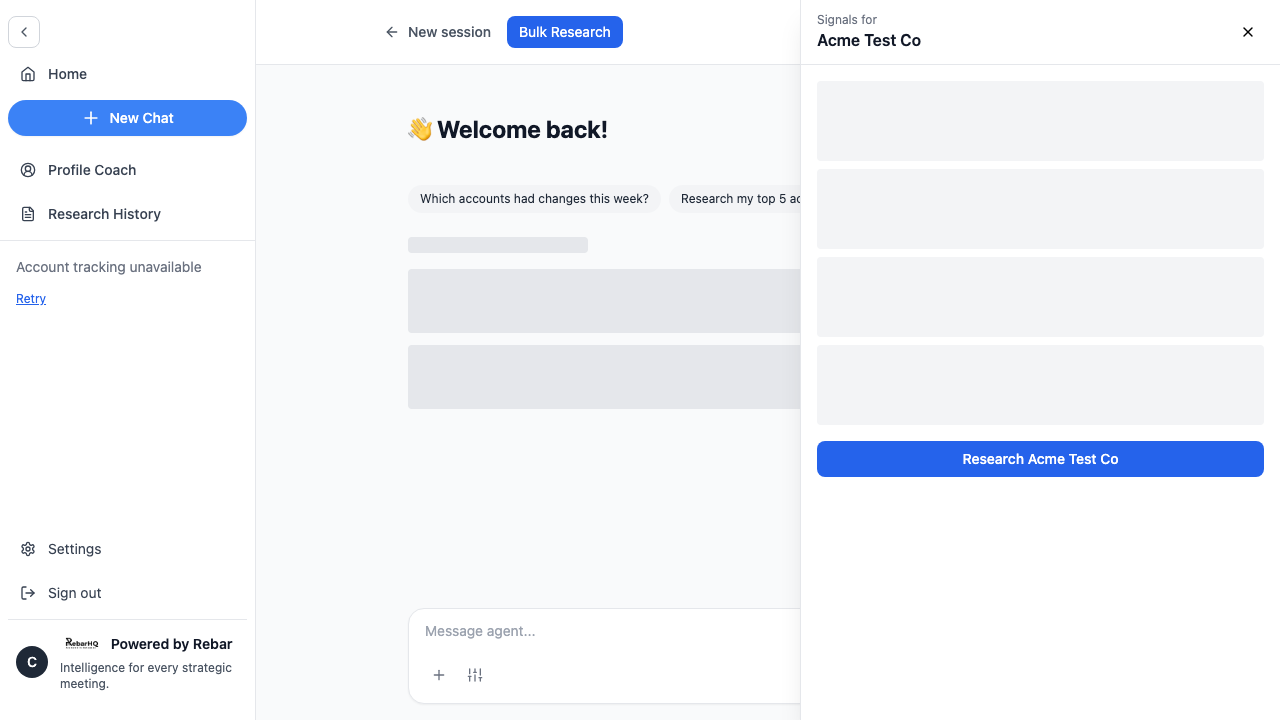 Home
New Chat
Profile Coach
Research History
Account tracking unavailable
Retry
Settings
Sign out
C
RebarHQ
Powered by Rebar
Intelligence for every strategic
meeting.
New session
Bulk Research
👋 Welcome back!
Which accounts had changes this week?
Research my top 5
Message agent...
Signals for
Acme Test Co
Research Acme Test Co